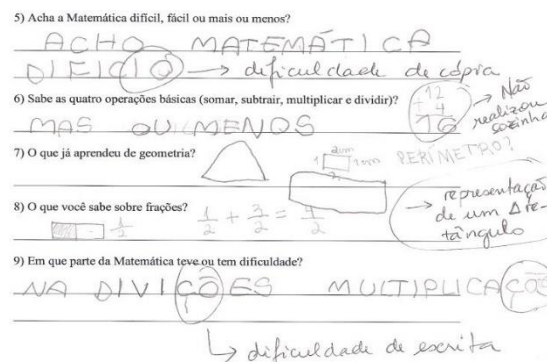 5) Acha a Matemática difícil, fácil ou mais ou menos?
ACHO MATEMÁTICA
DIFICIO → dificuldade de cópia
6) Sabe as quatro operações básicas (somar, subtrair, multiplicar e dividir)?
12
+ 4
16
→ Não realizou sozinho
MAS OU MENOS
7) O que já aprendeu de geometria?
PERÍMETRO?
→ representação de um Δ retângulo
8) O que você sabe sobre frações?
1/2
1/2 + 3/2 = 4/2
9) Em que parte da Matemática teve ou tem dificuldade?
NA DIVIÇÕES MULTIPLICAÇÃ
→ dificuldade de escrita